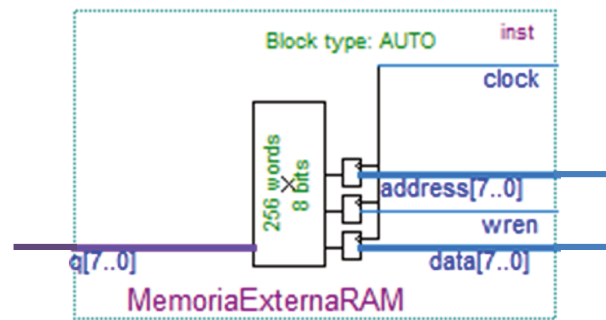 Block type: AUTO
inst
clock
256 words
X
8 bits
address[7..0]
wren
q[7..0]
data[7..0]
MemoriaExternaRAM